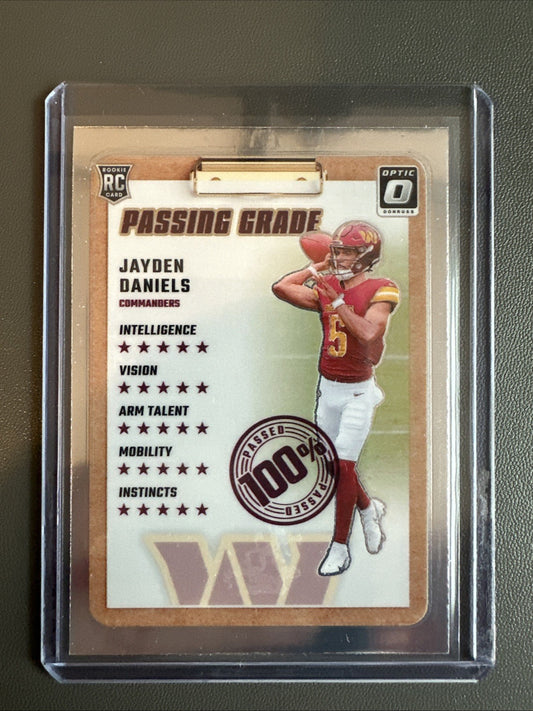 ROOKIE
RC
CARD
OPTIC
DONRUSS
PASSING GRADE
JAYDEN
DANIELS
COMMANDERS
INTELLIGENCE
VISION
ARM TALENT
MOBILITY
INSTINCTS
5
PASSED
100%
PASSED
W